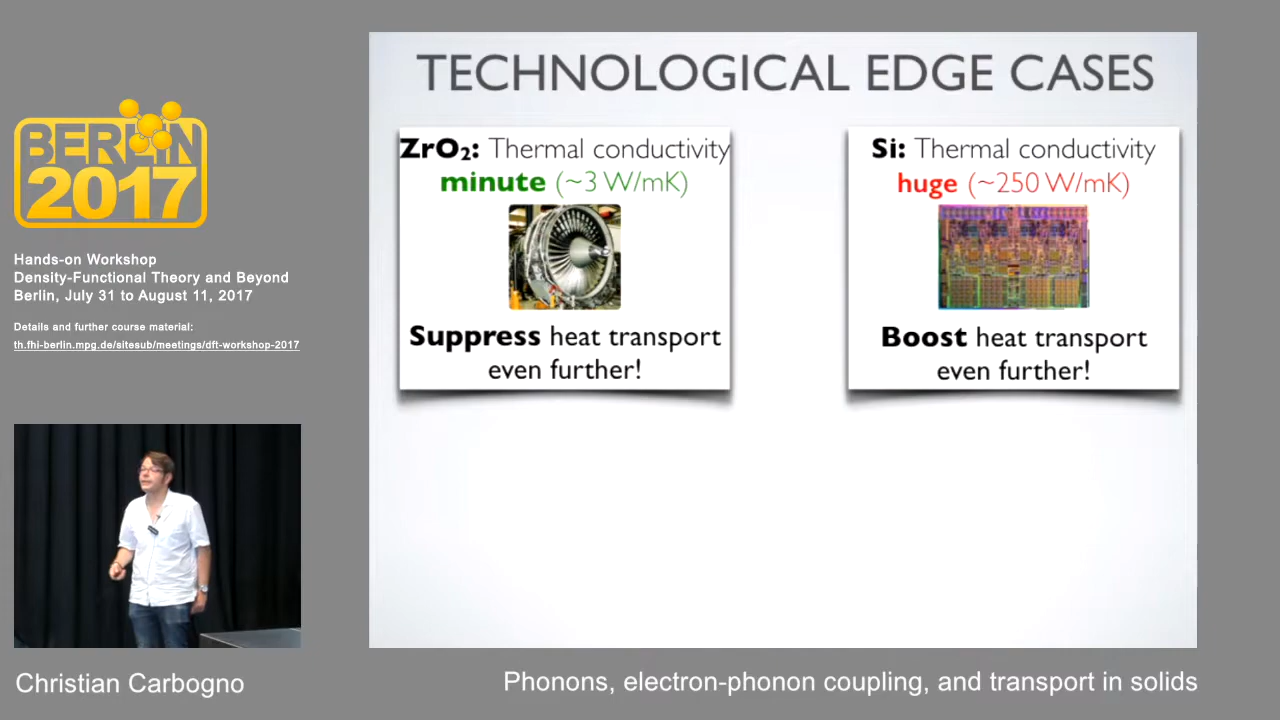 BERLIN
2017
Hands-on Workshop
Density-Functional Theory and Beyond
Berlin, July 31 to August 11, 2017
Details and further course material:
th.fhi-berlin.mpg.de/sitesub/meetings/dft-workshop-2017
TECHNOLOGICAL EDGE CASES
ZrO₂: Thermal conductivity
minute (~3 W/mK)
Suppress heat transport
even further!
Si: Thermal conductivity
huge (~250 W/mK)
Boost heat transport
even further!
Christian Carbogno
Phonons, electron-phonon coupling, and transport in solids